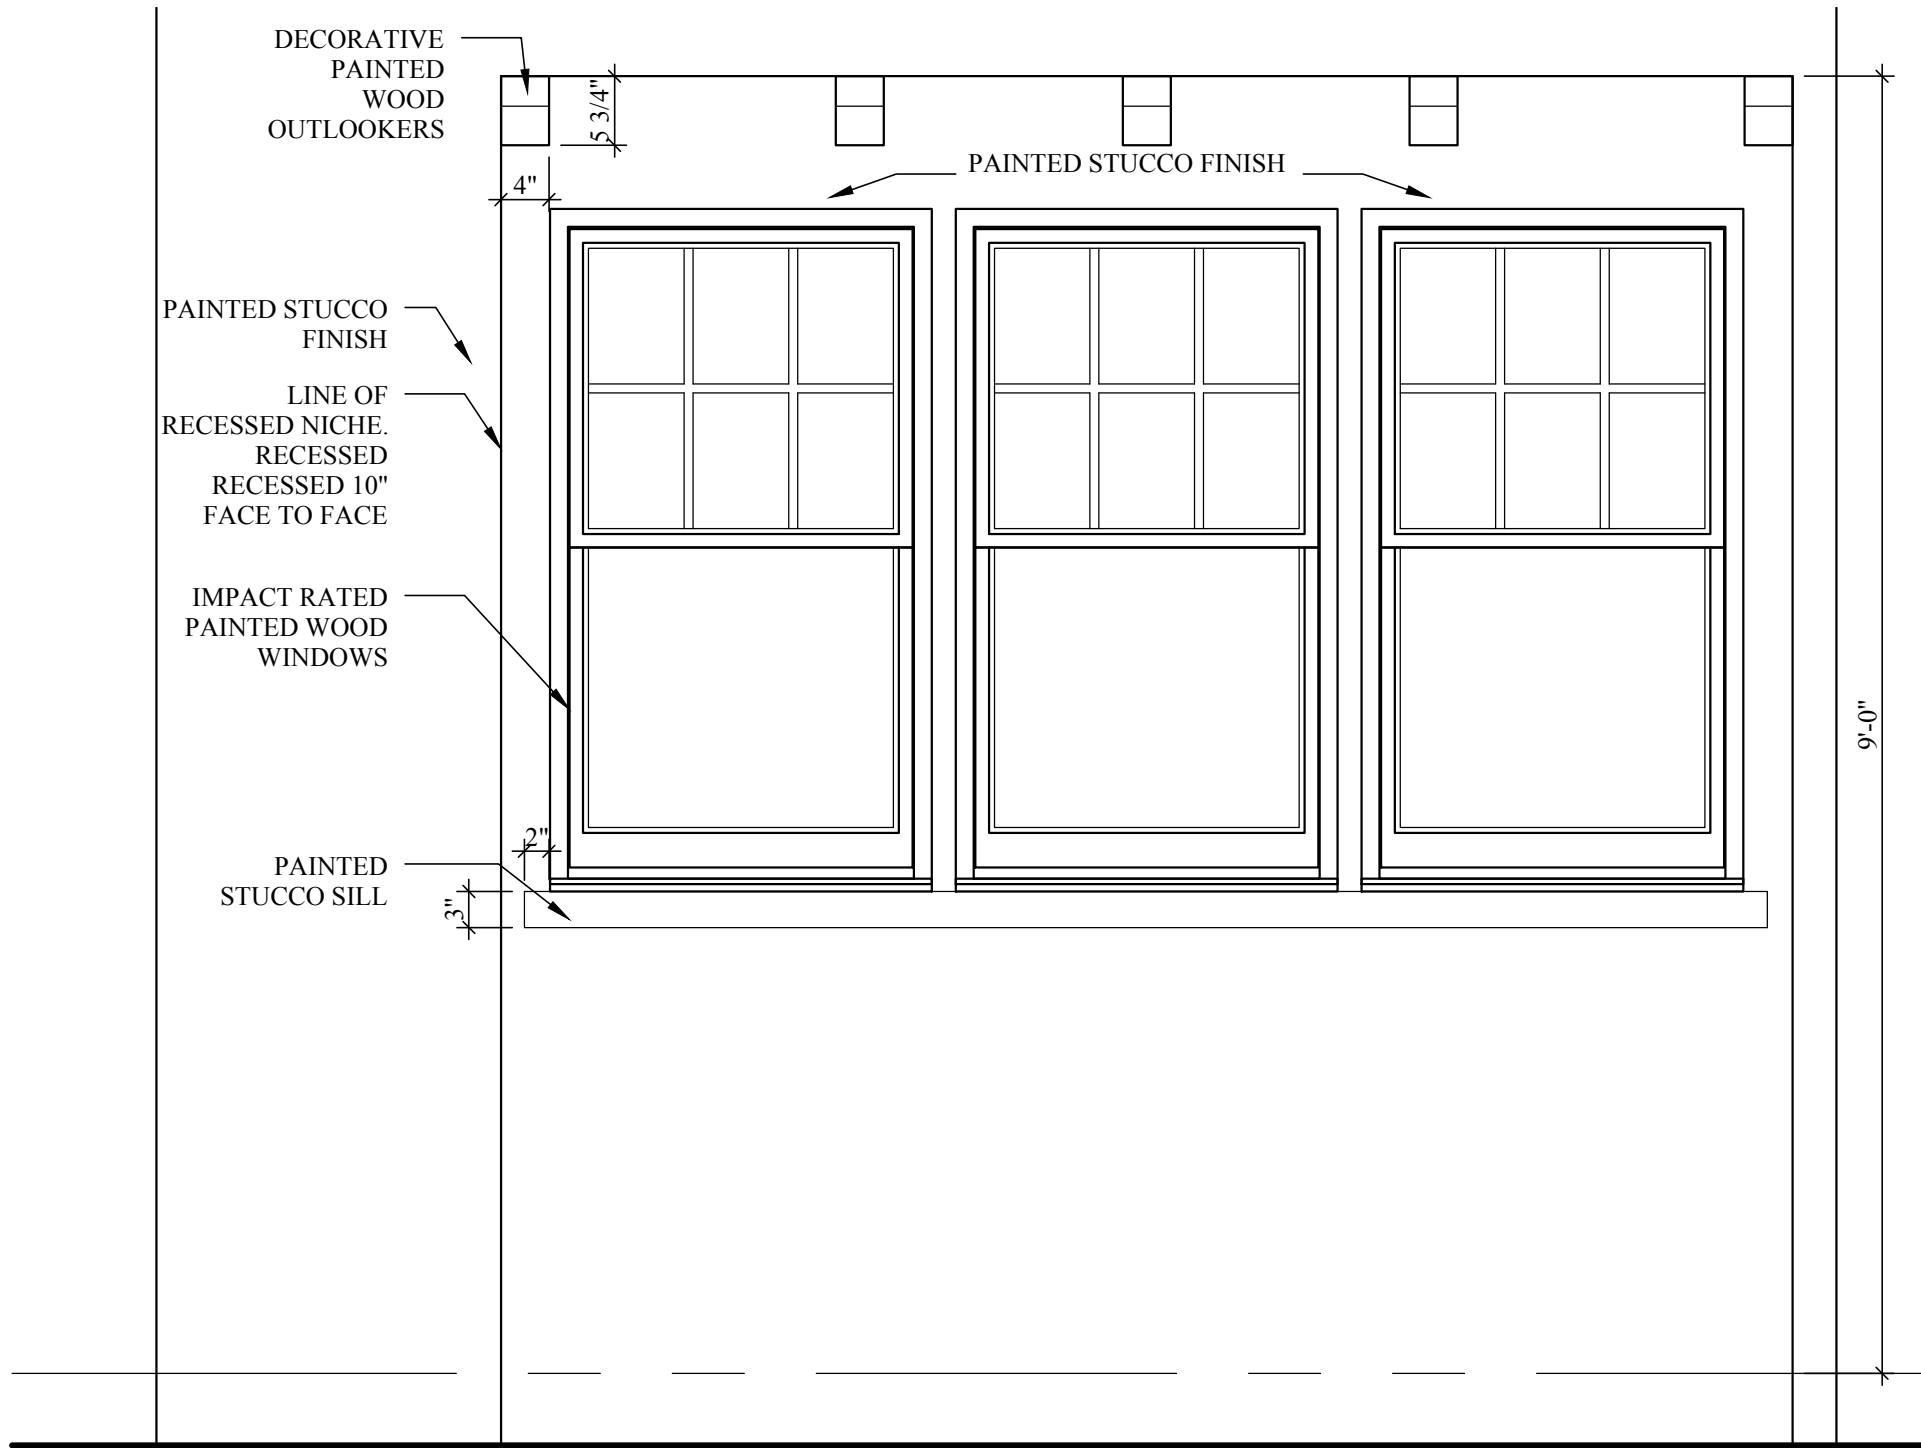 DECORATIVE
PAINTED
WOOD
OUTLOOKERS
5 3/4"
PAINTED STUCCO FINISH
4"
PAINTED STUCCO
FINISH
LINE OF
RECESSED NICHE.
RECESSED
RECESSED 10"
FACE TO FACE
IMPACT RATED
PAINTED WOOD
WINDOWS
9'-0"
2"
PAINTED
STUCCO SILL
3"